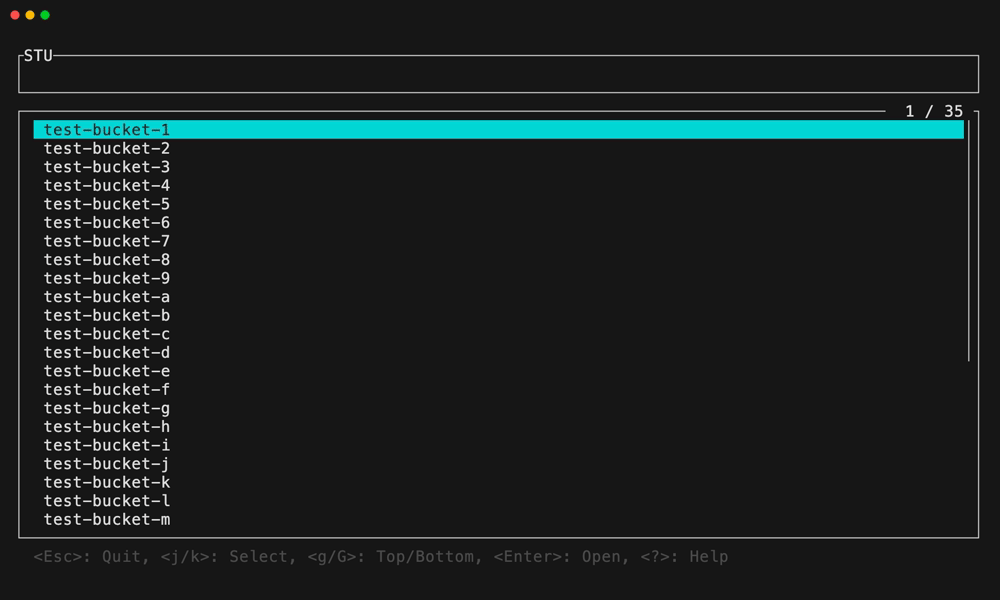 STU
1 / 35
test-bucket-1
test-bucket-2
test-bucket-3
test-bucket-4
test-bucket-5
test-bucket-6
test-bucket-7
test-bucket-8
test-bucket-9
test-bucket-a
test-bucket-b
test-bucket-c
test-bucket-d
test-bucket-e
test-bucket-f
test-bucket-g
test-bucket-h
test-bucket-i
test-bucket-j
test-bucket-k
test-bucket-l
test-bucket-m
<Esc>: Quit, <j/k>: Select, <g/G>: Top/Bottom, <Enter>: Open, <?>: Help